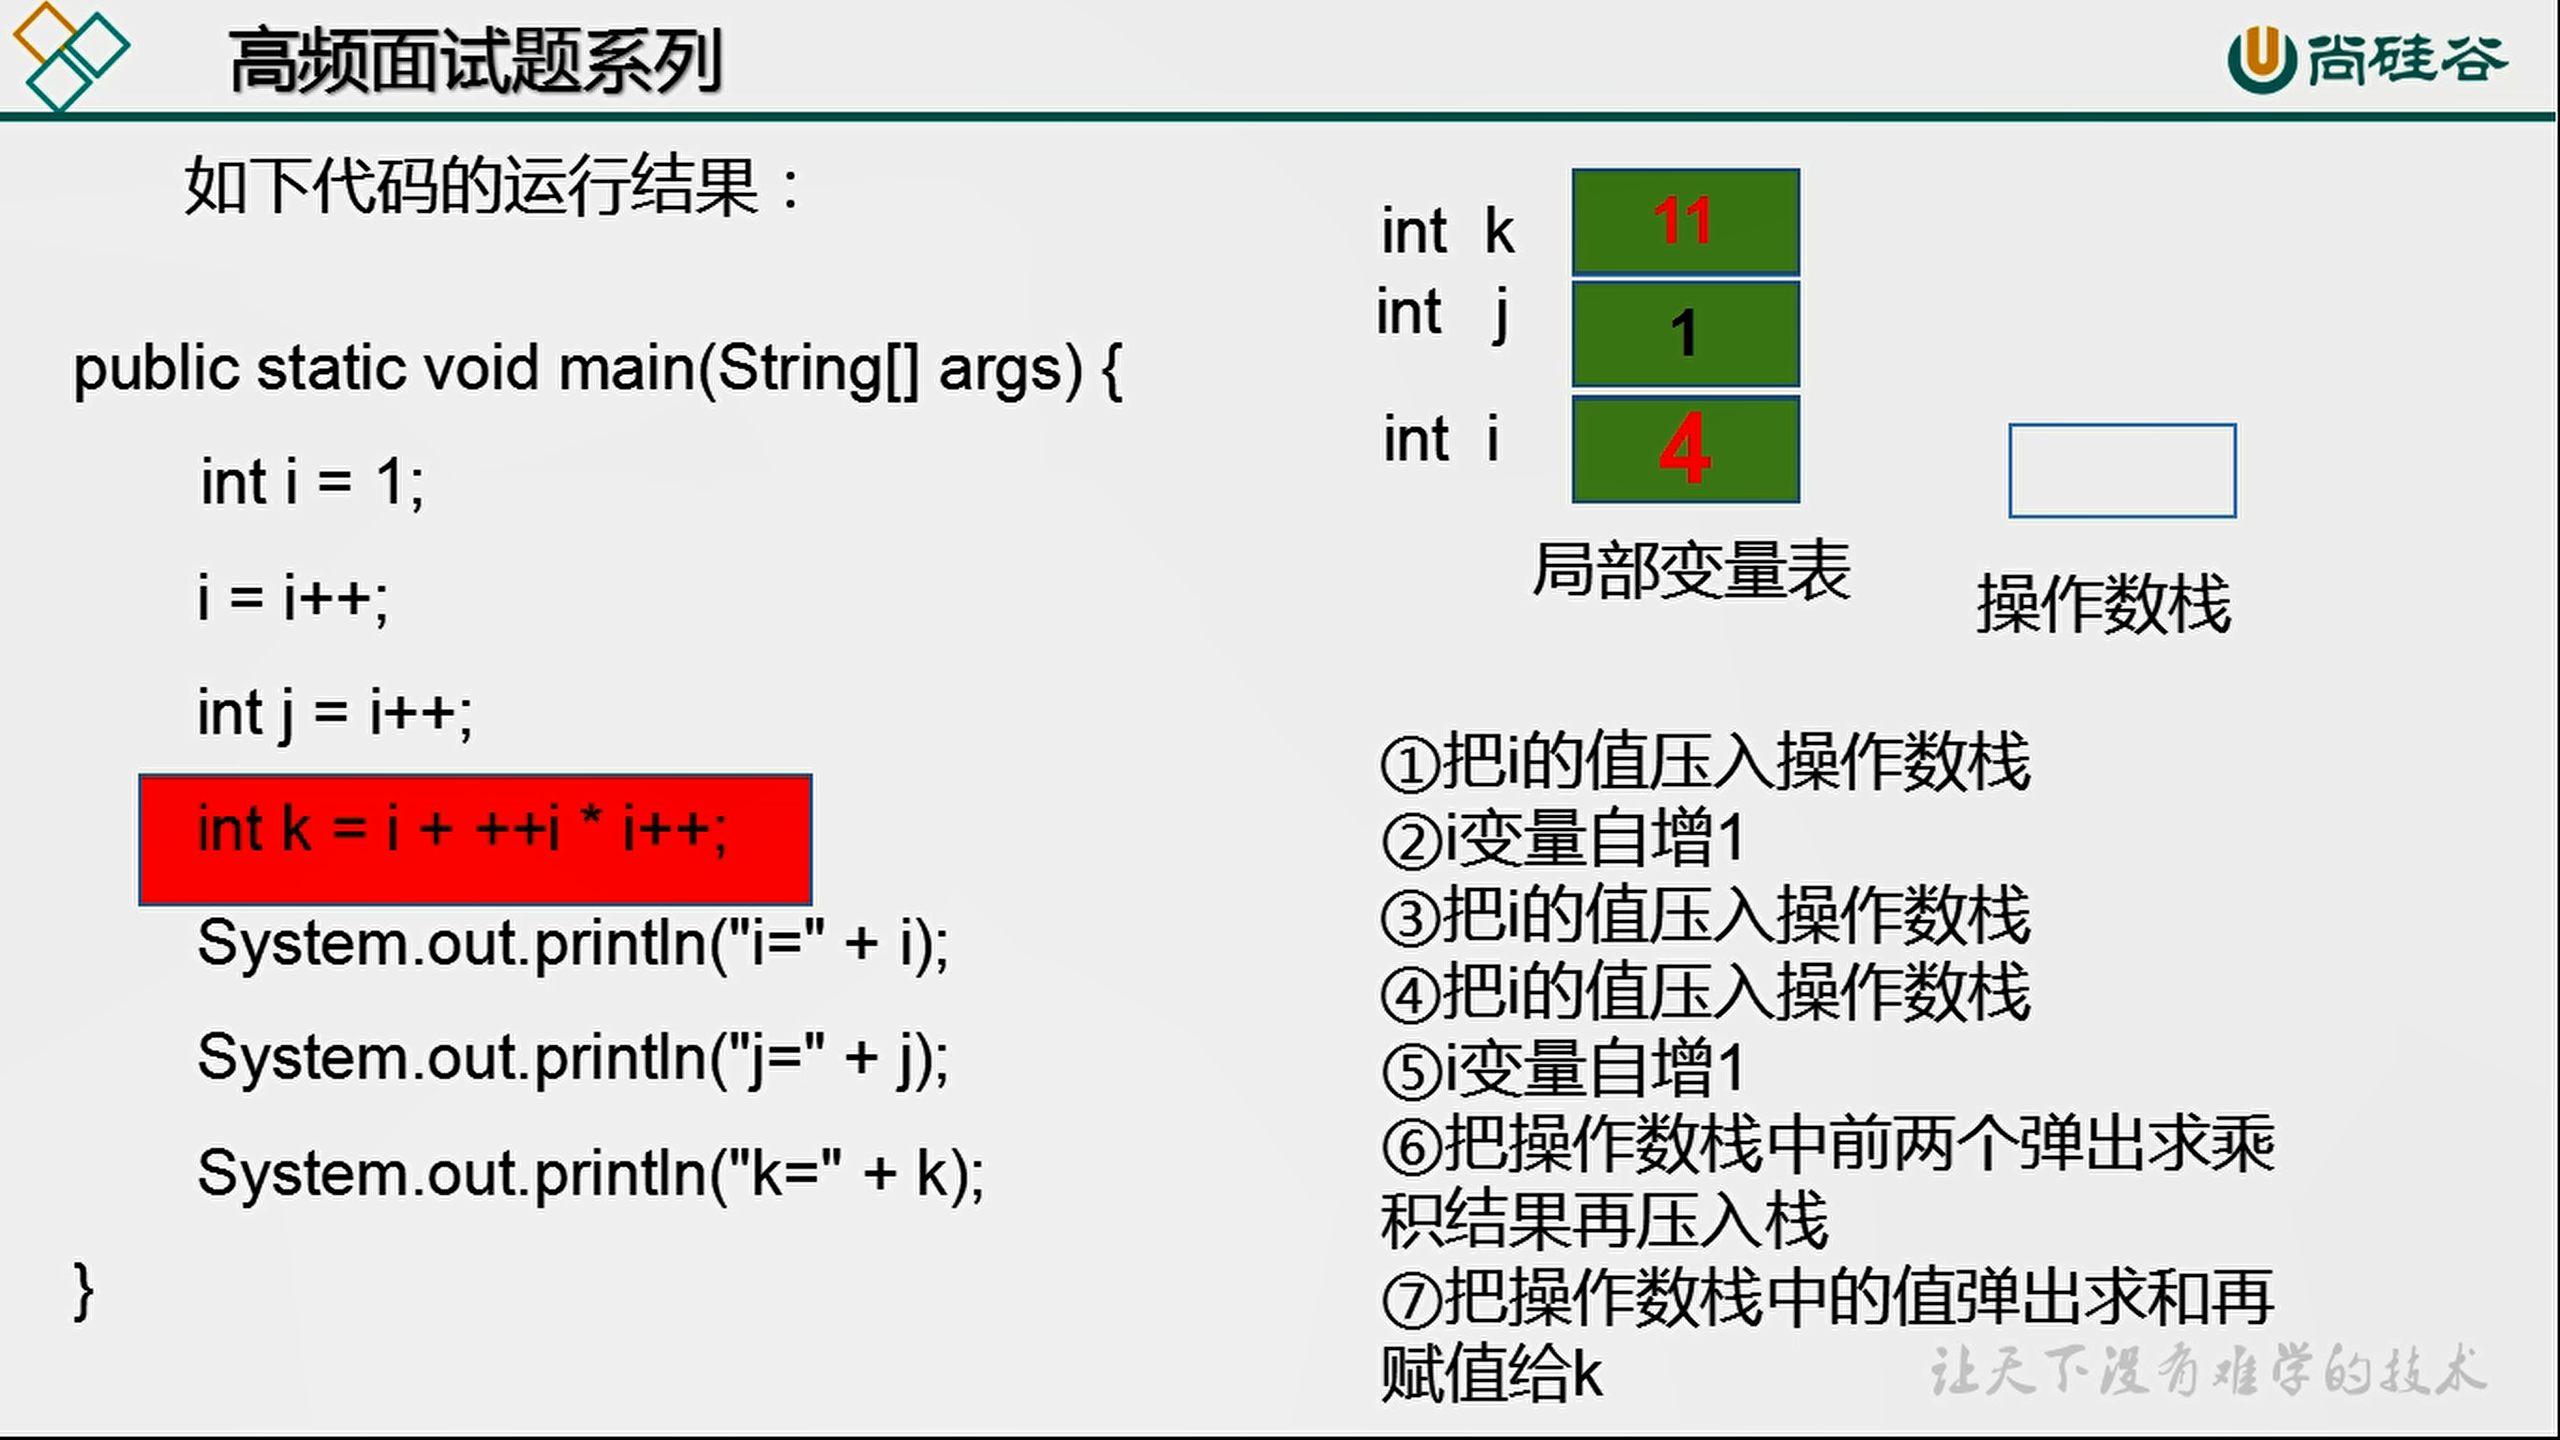 高频面试题系列
尚硅谷
如下代码的运行结果：
public static void main(String[] args) {
int i = 1;
i = i++;
int j = i++;
int k = i + ++i * i++;
System.out.println("i=" + i);
System.out.println("j=" + j);
System.out.println("k=" + k);
}
int k 11
int j 1
int i 4
局部变量表
操作数栈
①把i的值压入操作数栈
②i变量自增1
③把i的值压入操作数栈
④把i的值压入操作数栈
⑤i变量自增1
⑥把操作数栈中前两个弹出求乘
积结果再压入栈
⑦把操作数栈中的值弹出求和再
赋值给k
让天下没有难学的技术